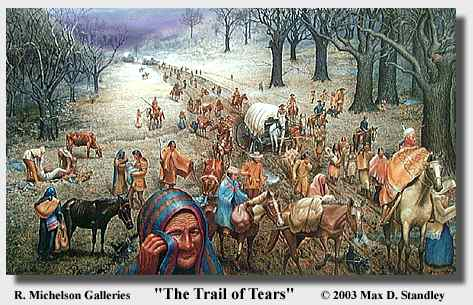 R. Michelson Galleries "The Trail of Tears" © 2003 Max D. Standley